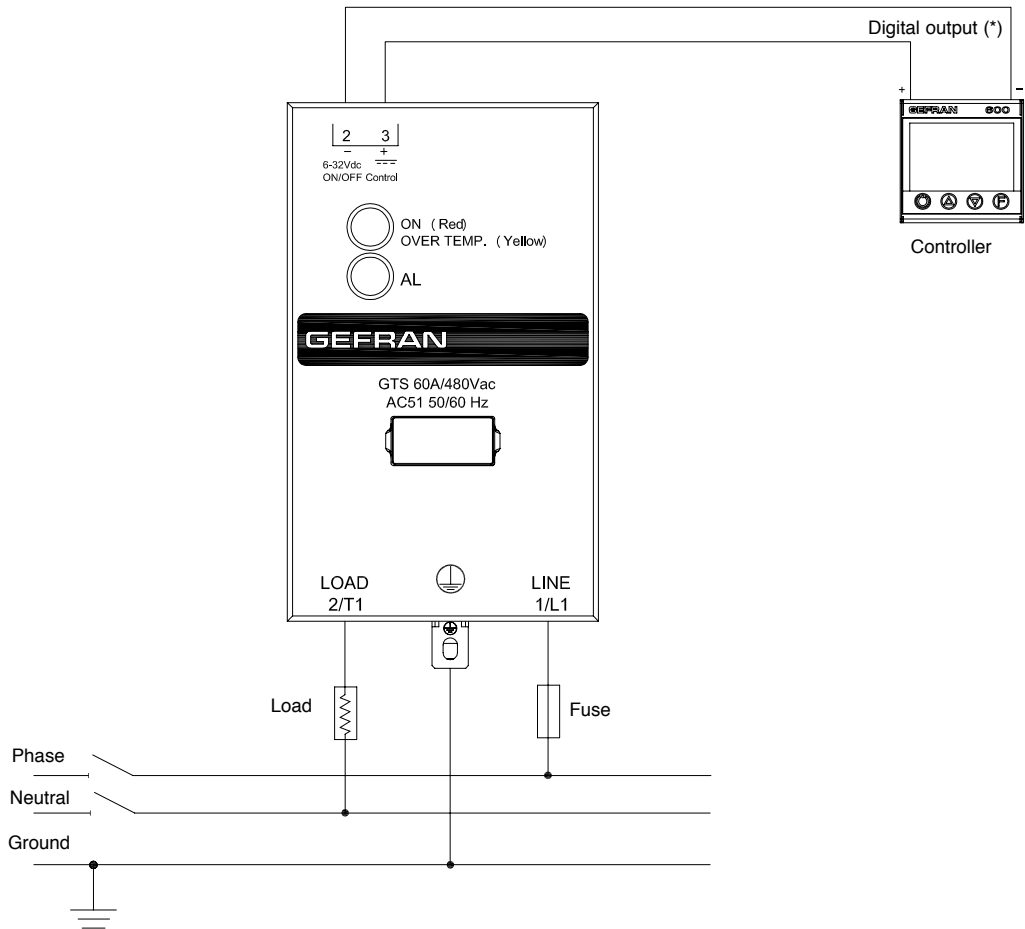 Digital output (*)
+ −
GEFRAN 600
2 3
− +
6-32Vdc
ON/OFF Control
F
Controller
ON (Red)
OVER TEMP. (Yellow)
AL
GEFRAN
GTS 60A/480Vac
AC51 50/60 Hz
LOAD LINE
2/T1 1/L1
Load Fuse
Phase
Neutral
Ground